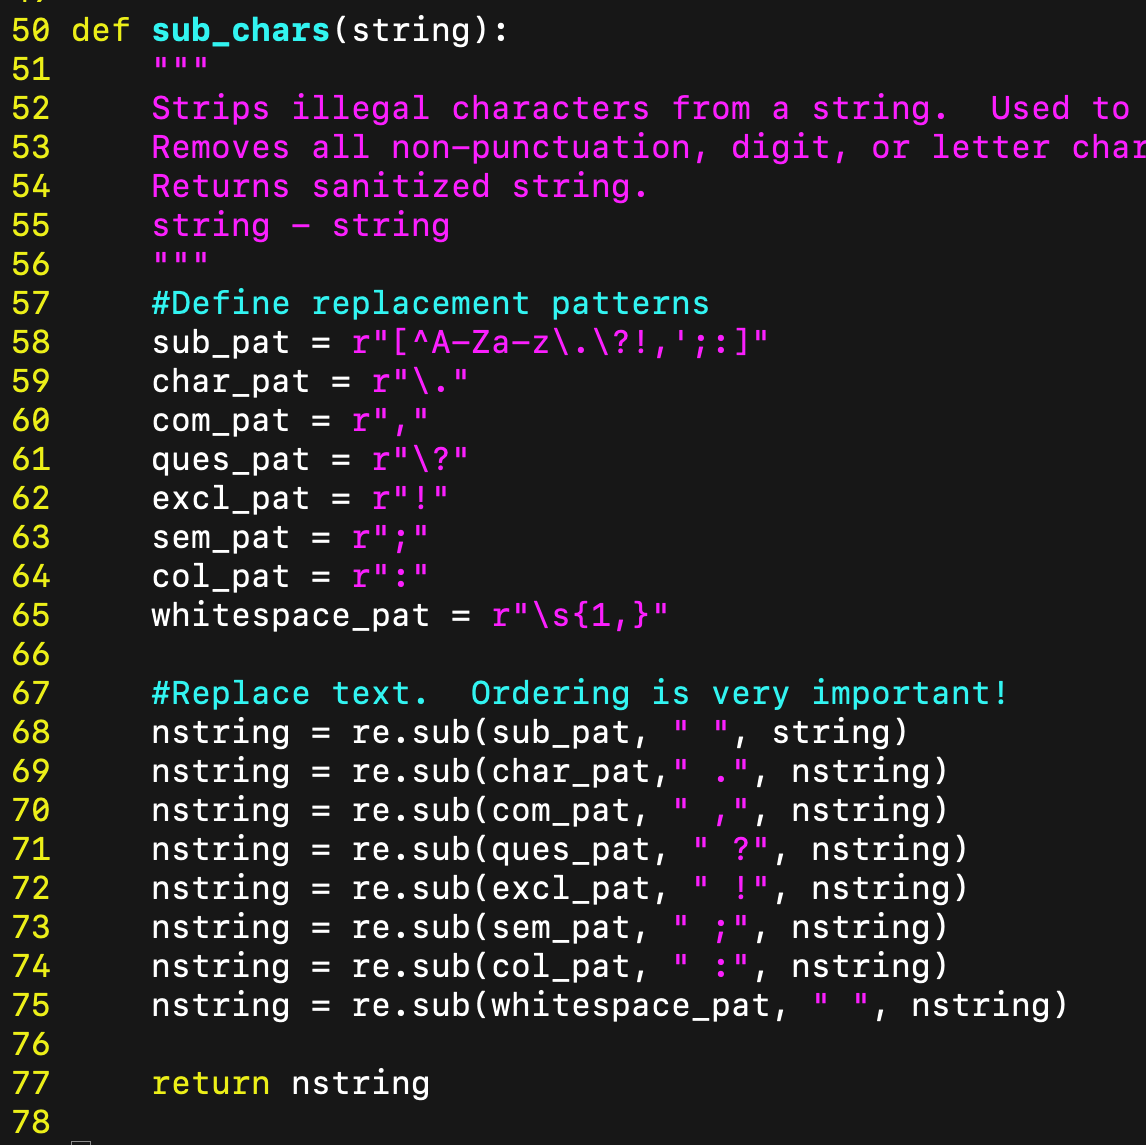 50 def sub_chars(string):
51     """
52     Strips illegal characters from a string.  Used to
53     Removes all non-punctuation, digit, or letter char
54     Returns sanitized string.
55     string - string
56     """
57     #Define replacement patterns
58     sub_pat = r"[^A-Za-z\.\?!,';:]"
59     char_pat = r"\."
60     com_pat = r","
61     ques_pat = r"\?"
62     excl_pat = r"!"
63     sem_pat = r";"
64     col_pat = r":"
65     whitespace_pat = r"\s{1,}"
66
67     #Replace text.  Ordering is very important!
68     nstring = re.sub(sub_pat, " ", string)
69     nstring = re.sub(char_pat," .", nstring)
70     nstring = re.sub(com_pat, " ,", nstring)
71     nstring = re.sub(ques_pat, " ?", nstring)
72     nstring = re.sub(excl_pat, " !", nstring)
73     nstring = re.sub(sem_pat, " ;", nstring)
74     nstring = re.sub(col_pat, " :", nstring)
75     nstring = re.sub(whitespace_pat, " ", nstring)
76
77     return nstring
78